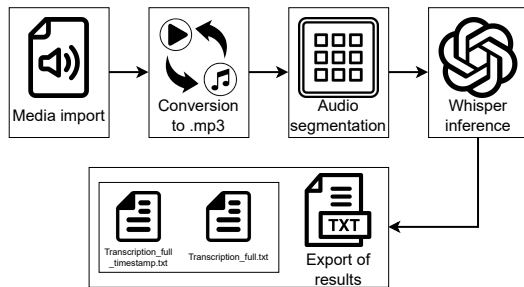 Media import
Conversion
to .mp3
Audio
segmentation
Whisper
inference
Transcription_full
_timestamp.txt
Transcription_full.txt
TXT
Export of
results